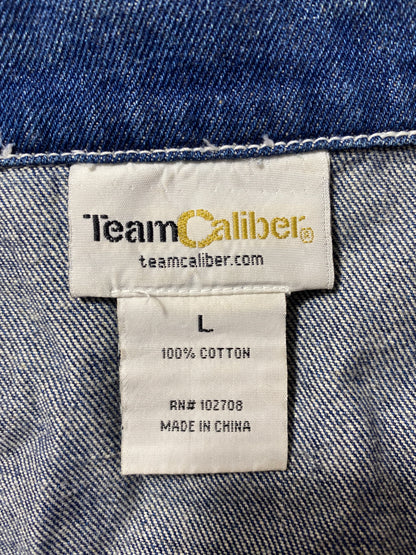 TeamCaliber®
teamcaliber.com
L
100% COTTON
RN# 102708
MADE IN CHINA